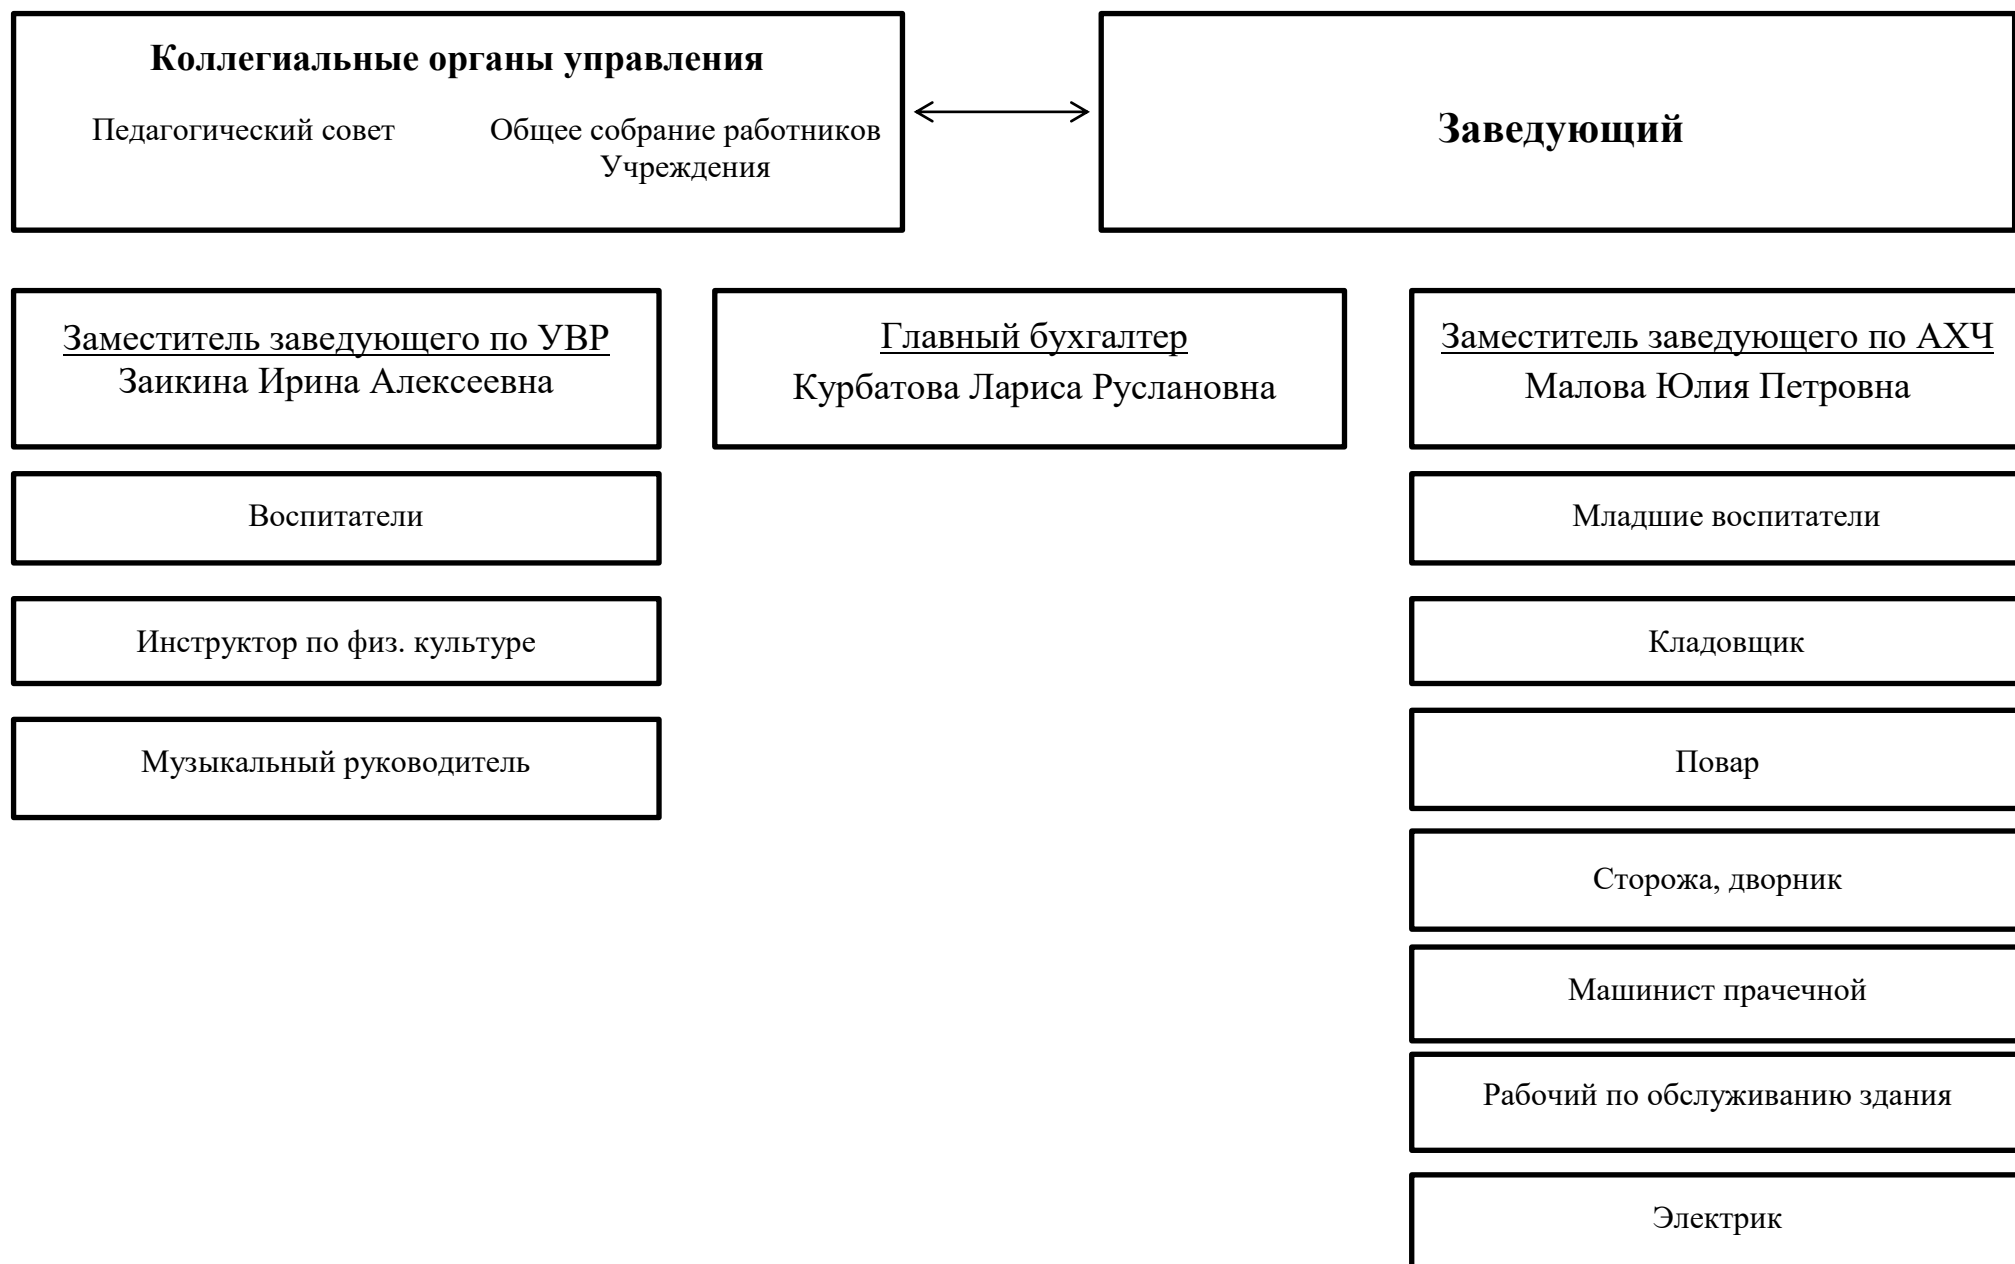 Коллегиальные органы управления
Педагогический совет
Общее собрание работников
Учреждения
Заведующий
Заместитель заведующего по УВР
Заикина Ирина Алексеевна
Главный бухгалтер
Курбатова Лариса Руслановна
Заместитель заведующего по АХЧ
Малова Юлия Петровна
Воспитатели
Инструктор по физ. культуре
Музыкальный руководитель
Младшие воспитатели
Кладовщик
Повар
Сторожа, дворник
Машинист прачечной
Рабочий по обслуживанию здания
Электрик